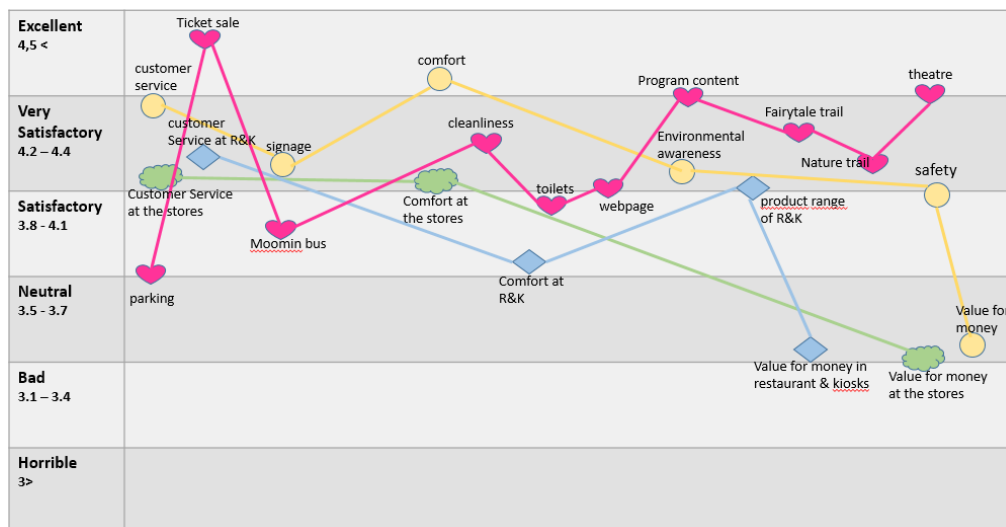 Excellent
4,5 <
Ticket sale
customer
service
comfort
Program content
theatre
Very
Satisfactory
4.2 – 4.4
customer
Service at R&K
signage
cleanliness
Environmental
awareness
Fairytale trail
Nature trail
safety
Customer Service
at the stores
Comfort at
the stores
toilets
webpage
product range
of R&K
Satisfactory
3.8 - 4.1
Moomin bus
Comfort at
R&K
parking
Neutral
3.5 - 3.7
Value for
money
Value for money in
restaurant & kiosks
Value for money
at the stores
Bad
3.1 – 3.4
Horrible
3>